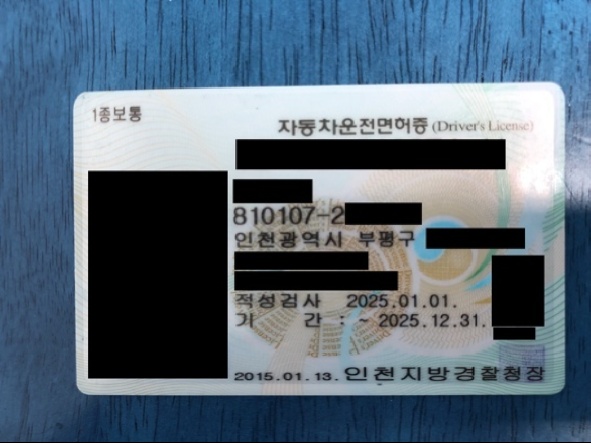 1종보통
자동차운전면허증 (Driver's License)
810107-2
인천광역시 부평구
적성검사 2025.01.01.
기 간 : ~ 2025.12.31.
2015.01.13. 인천지방경찰청장